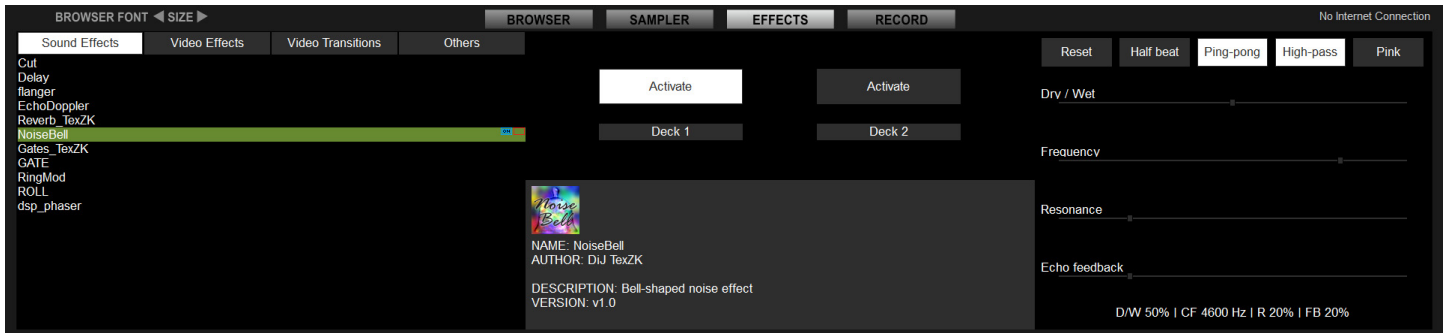 BROWSER FONT SIZE
BROWSER SAMPLER EFFECTS RECORD
No Internet Connection
Sound Effects Video Effects Video Transitions Others
Cut
Delay
flanger
EchoDoppler
Reverb_TexZK
NoiseBell ON
Gates_TexZK
GATE
RingMod
ROLL
dsp_phaser
Activate Activate
Deck 1 Deck 2
Noise
Bell
NAME: NoiseBell
AUTHOR: DiJ TexZK
DESCRIPTION: Bell-shaped noise effect
VERSION: v1.0
Reset Half beat Ping-pong High-pass Pink
Dry / Wet
Frequency
Resonance
Echo feedback
D/W 50% | CF 4600 Hz | R 20% | FB 20%